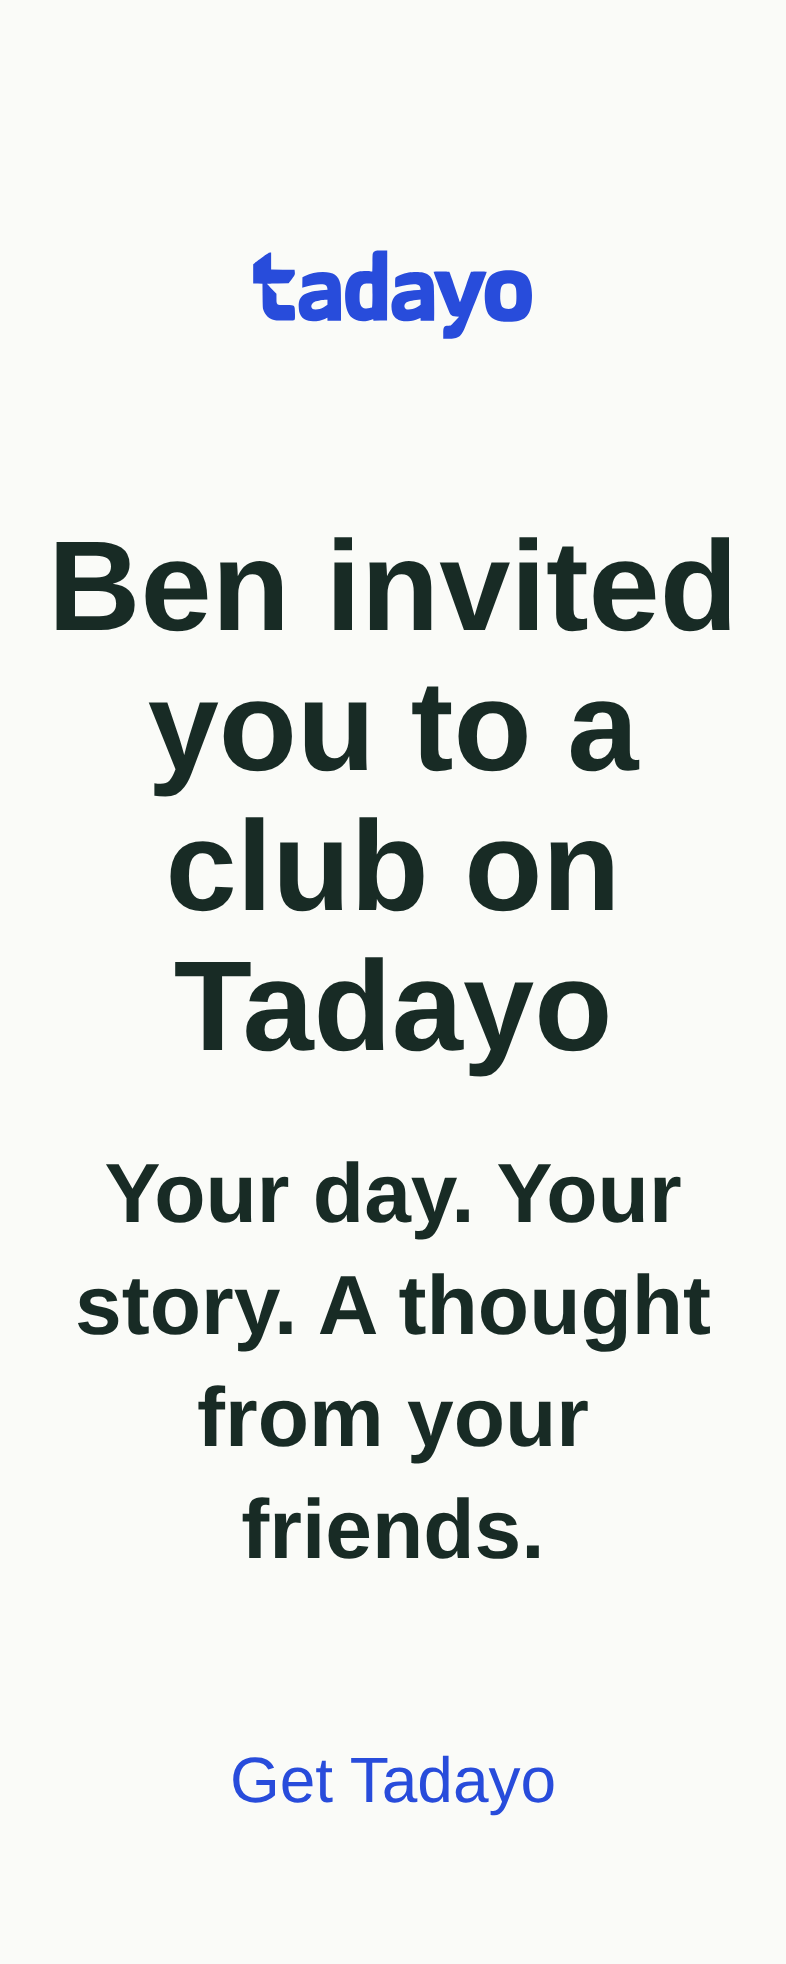 tadayo
Ben invited
you to a
club on
Tadayo
Your day. Your
story. A thought
from your
friends.
Get Tadayo